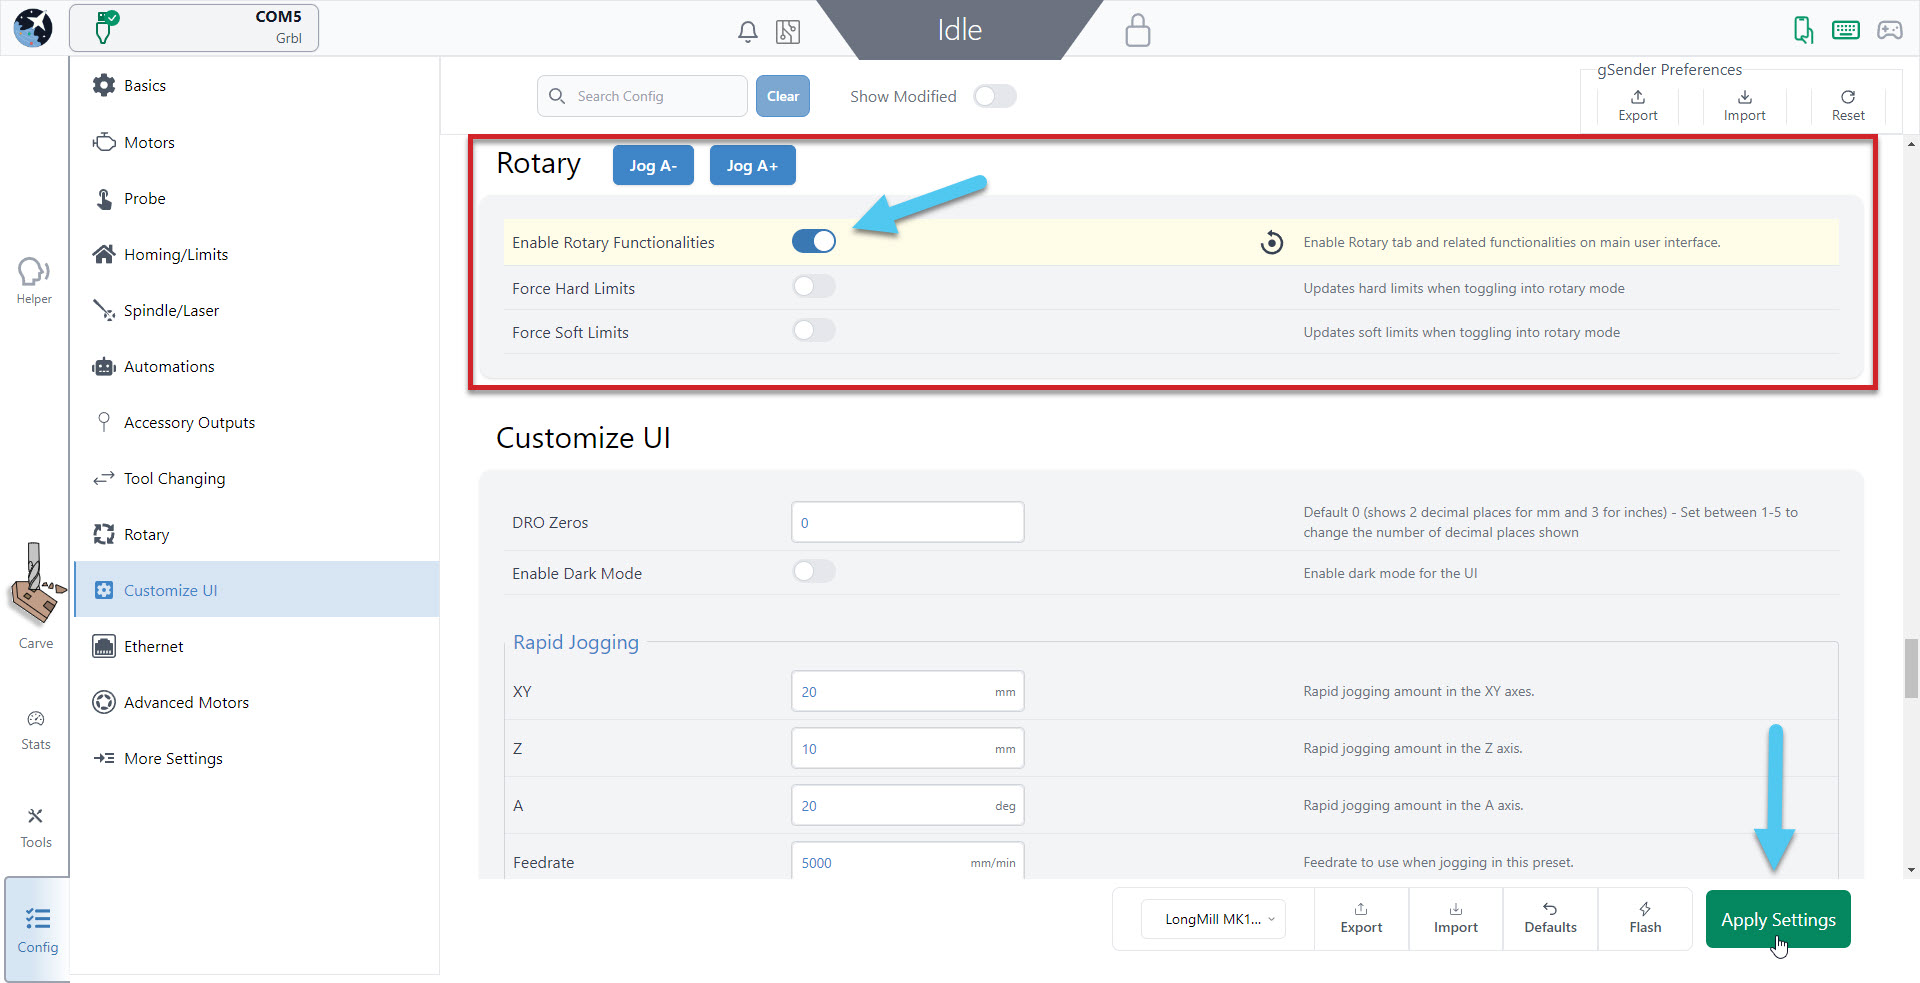 COM5
Grbl
Idle
Basics
Motors
Probe
Homing/Limits
Spindle/Laser
Automations
Accessory Outputs
Tool Changing
Rotary
Customize UI
Ethernet
Advanced Motors
More Settings
Helper
Carve
Stats
Tools
Config
Search Config
Clear
Show Modified
gSender Preferences
Export
Import
Reset
Rotary
Jog A-
Jog A+
Enable Rotary Functionalities
Enable Rotary tab and related functionalities on main user interface.
Force Hard Limits
Updates hard limits when toggling into rotary mode
Force Soft Limits
Updates soft limits when toggling into rotary mode
Customize UI
DRO Zeros
0
Default 0 (shows 2 decimal places for mm and 3 for inches) - Set between 1-5 to
change the number of decimal places shown
Enable Dark Mode
Enable dark mode for the UI
Rapid Jogging
XY
20 mm
Rapid jogging amount in the XY axes.
Z
10 mm
Rapid jogging amount in the Z axis.
A
20 deg
Rapid jogging amount in the A axis.
Feedrate
5000 mm/min
Feedrate to use when jogging in this preset.
LongMill MK1...
Export
Import
Defaults
Flash
Apply Settings